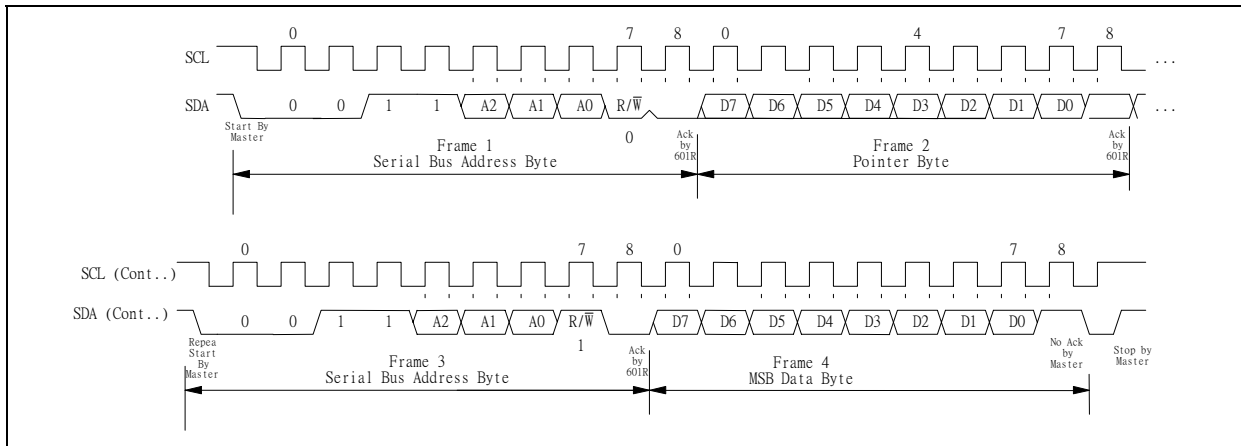 0 7 8 0 4 7 8
SCL ...
SDA 0 0 1 1 A2 A1 A0 R/W̅ D7 D6 D5 D4 D3 D2 D1 D0 ...
Start By
Master
0
Ack
by
601R
Ack
by
601R
Frame 1
Serial Bus Address Byte
Frame 2
Pointer Byte
0 7 8 0 7 8
SCL (Cont..)
SDA (Cont..) 0 0 1 1 A2 A1 A0 R/W̅ D7 D6 D5 D4 D3 D2 D1 D0
Repea
Start
By
Master
1
Ack
by
601R
No Ack
by
Master
Stop by
Master
Frame 3
Serial Bus Address Byte
Frame 4
MSB Data Byte